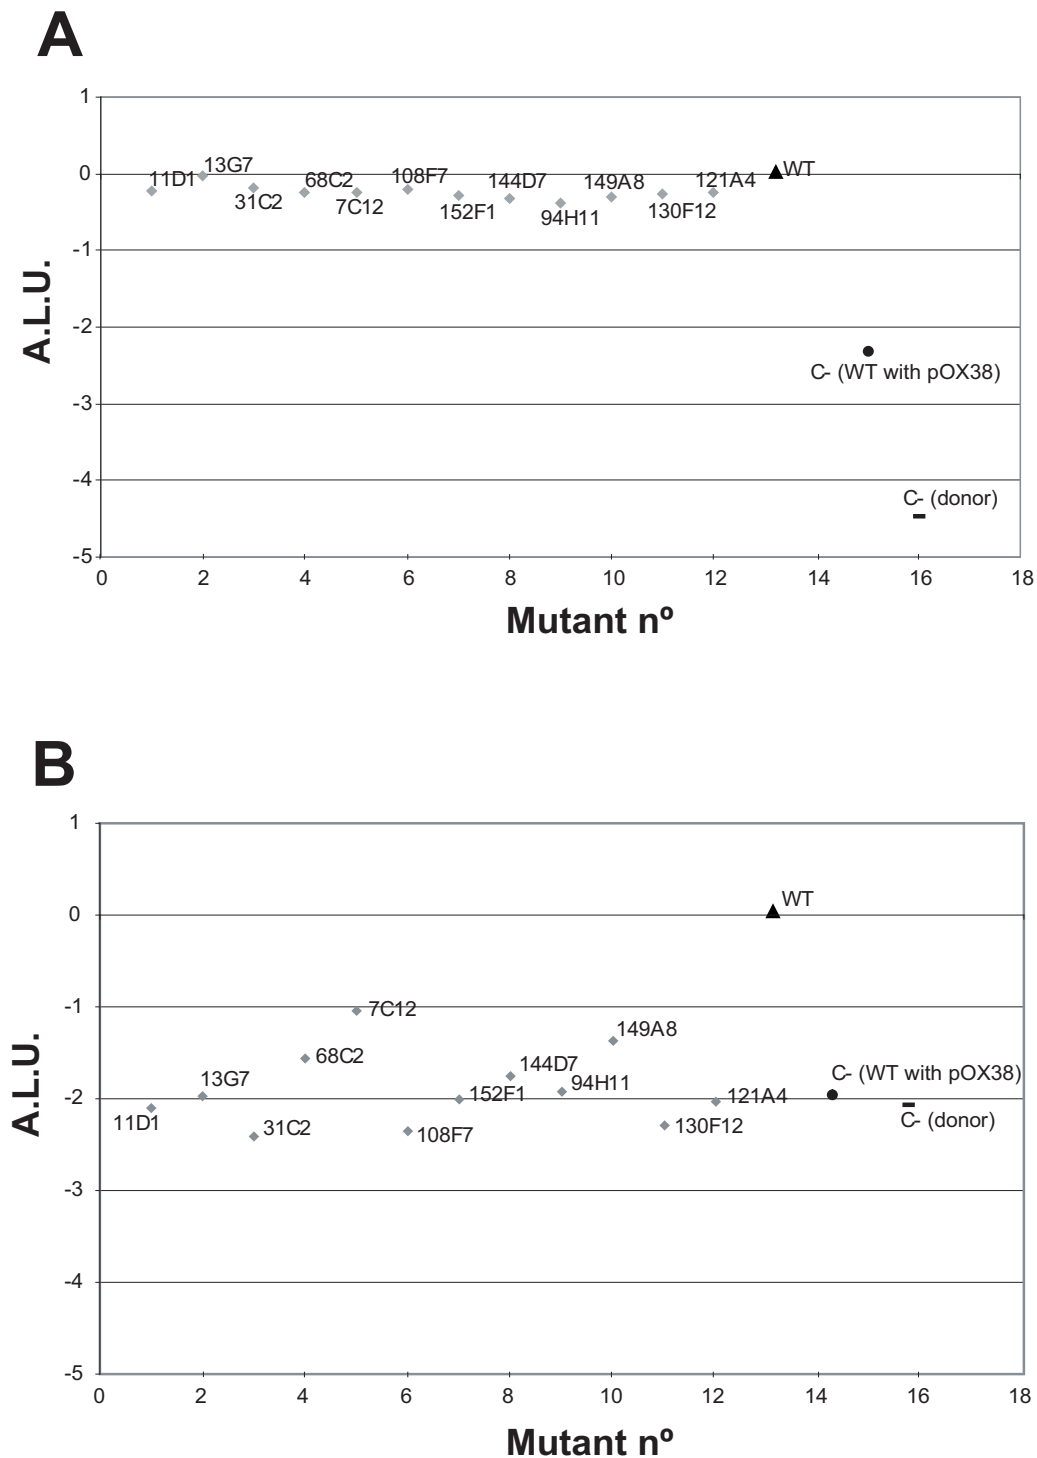 A
1
0
-1
-2
-3
-4
-5
A.L.U.
11D1
13G7
31C2
68C2
7C12
108F7
152F1
144D7
94H11
149A8
130F12
121A4
WT
C- (WT with pOX38)
C- (donor)
0 2 4 6 8 10 12 14 16 18
Mutant nº
B
1
0
-1
-2
-3
-4
-5
A.L.U.
11D1
13G7
31C2
68C2
7C12
108F7
152F1
144D7
94H11
149A8
130F12
121A4
WT
C- (WT with pOX38)
C- (donor)
0 2 4 6 8 10 12 14 16 18
Mutant nº